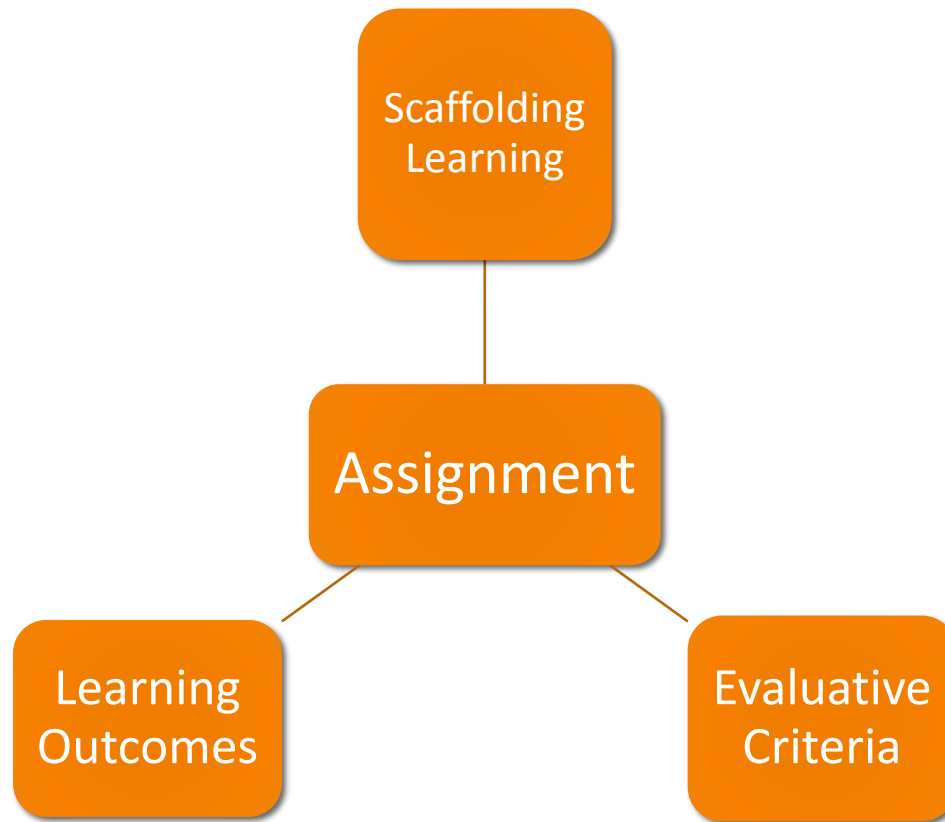 Scaffolding
Learning
Assignment
Learning
Outcomes
Evaluative
Criteria